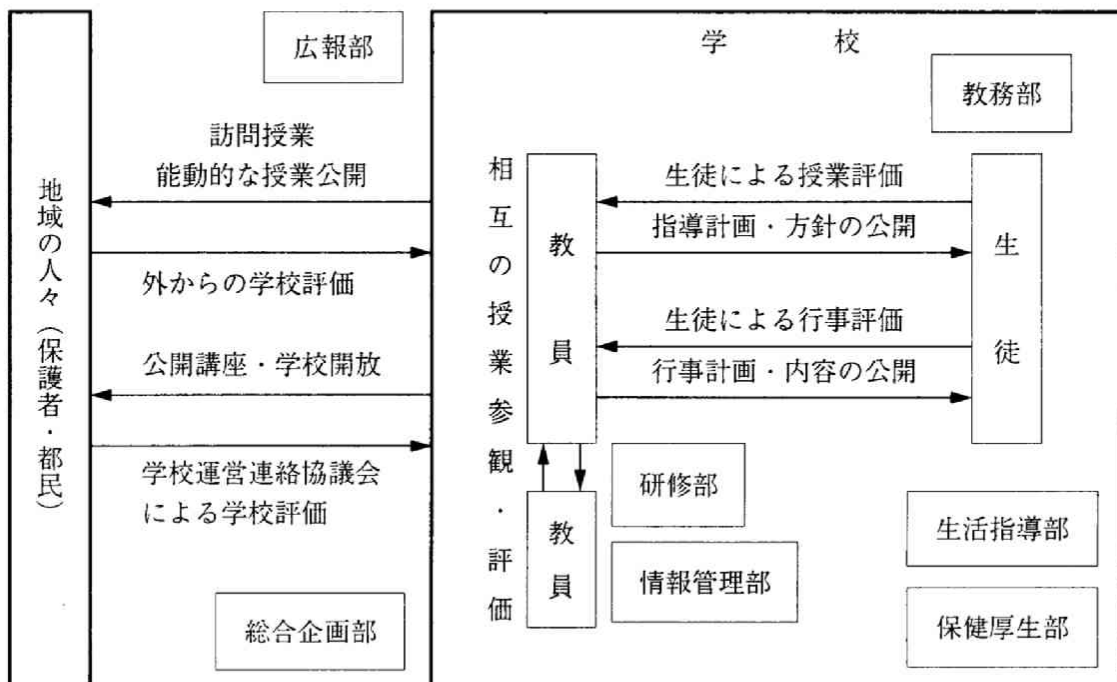 広報部
学校
教務部
訪問授業
能動的な授業公開
外からの学校評価
公開講座・学校開放
学校運営連絡協議会
による学校評価
地域の人々（保護者・都民）
相互の授業参観・評価
教員
生徒による授業評価
指導計画・方針の公開
生徒による行事評価
行事計画・内容の公開
生徒
教員
研修部
情報管理部
生活指導部
保健厚生部
総合企画部